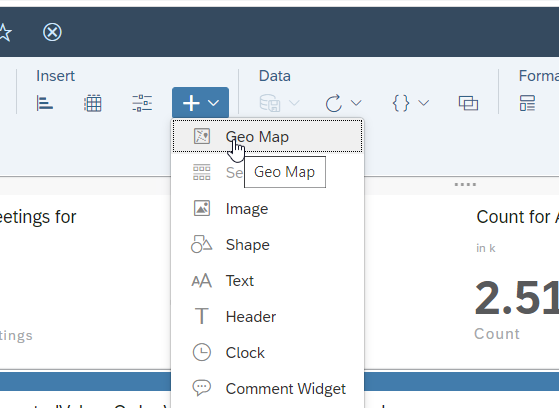 Insert
Data
Forma
{}
Geo Map
Se
Geo Map
Image
Shape
AA Text
T Header
Clock
Comment Widget
eetings for
Count for A
in k
2.51
Count
tings